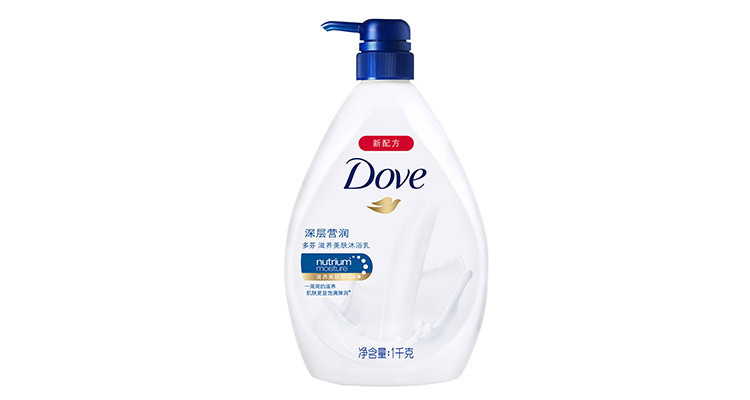 新配方
Dove
深层营润
多芬 滋养美肤沐浴乳
nutrium
moisture
一周期的滋养
肌肤更显饱满弹润*
净含量:1千克